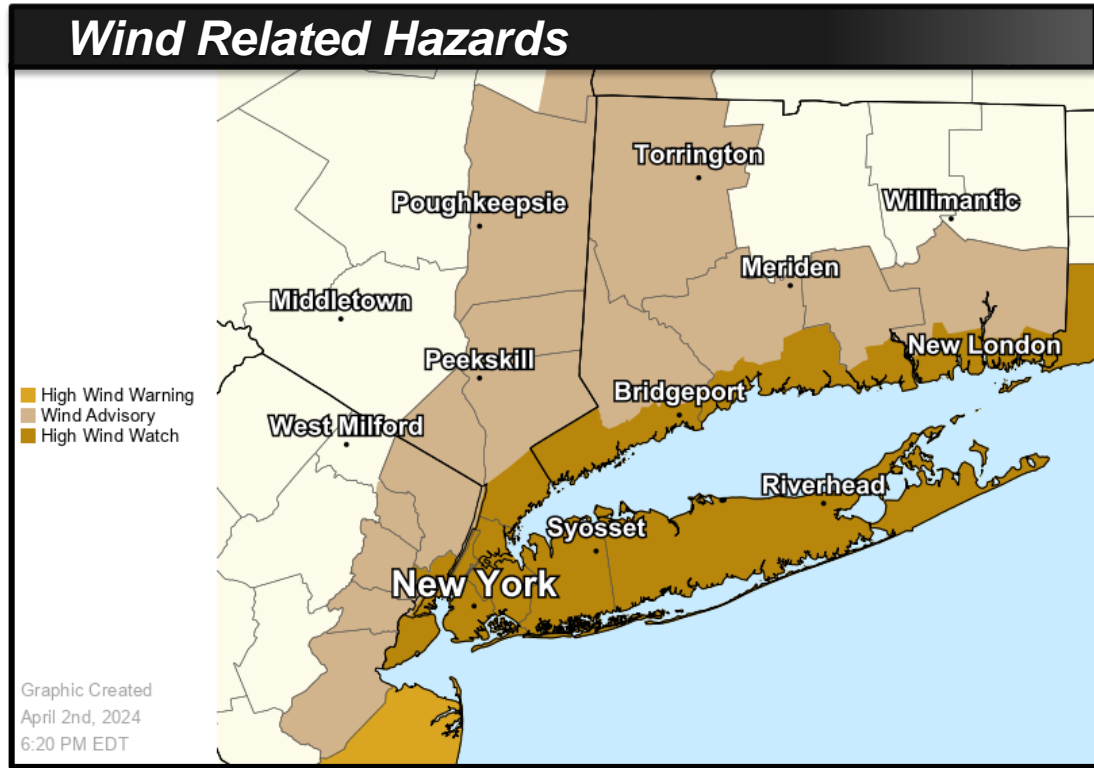 Wind Related Hazards
Torrington
Poughkeepsie
Willimantic
Meriden
Middletown
New London
Peekskill
Bridgeport
High Wind Warning
Wind Advisory
High Wind Watch
West Milford
Riverhead
Syosset
New York
Graphic Created
April 2nd, 2024
6:20 PM EDT